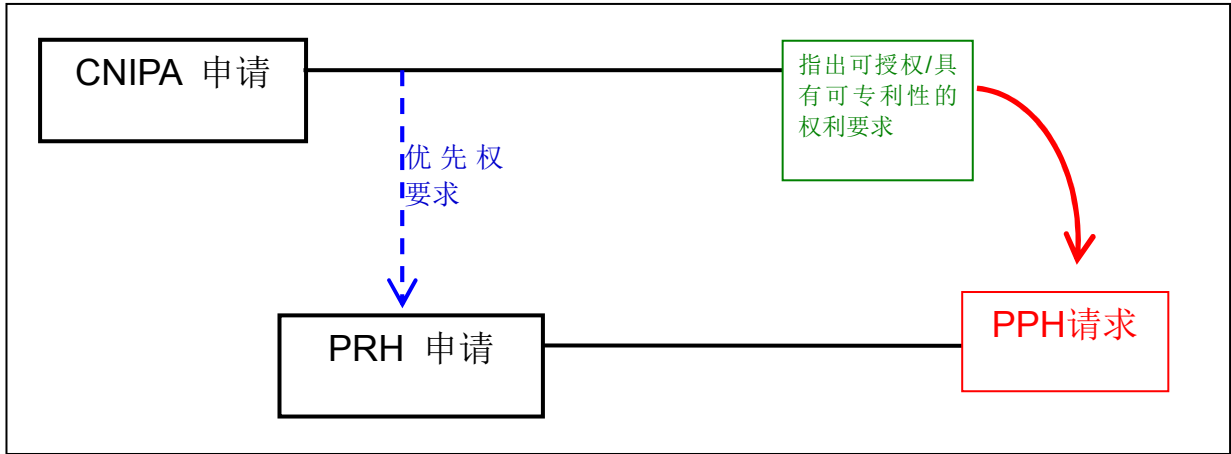 CNIPA 申请
指出可授权/具
有可专利性的
权利要求
优先权
要求
PRH 申请
PPH请求